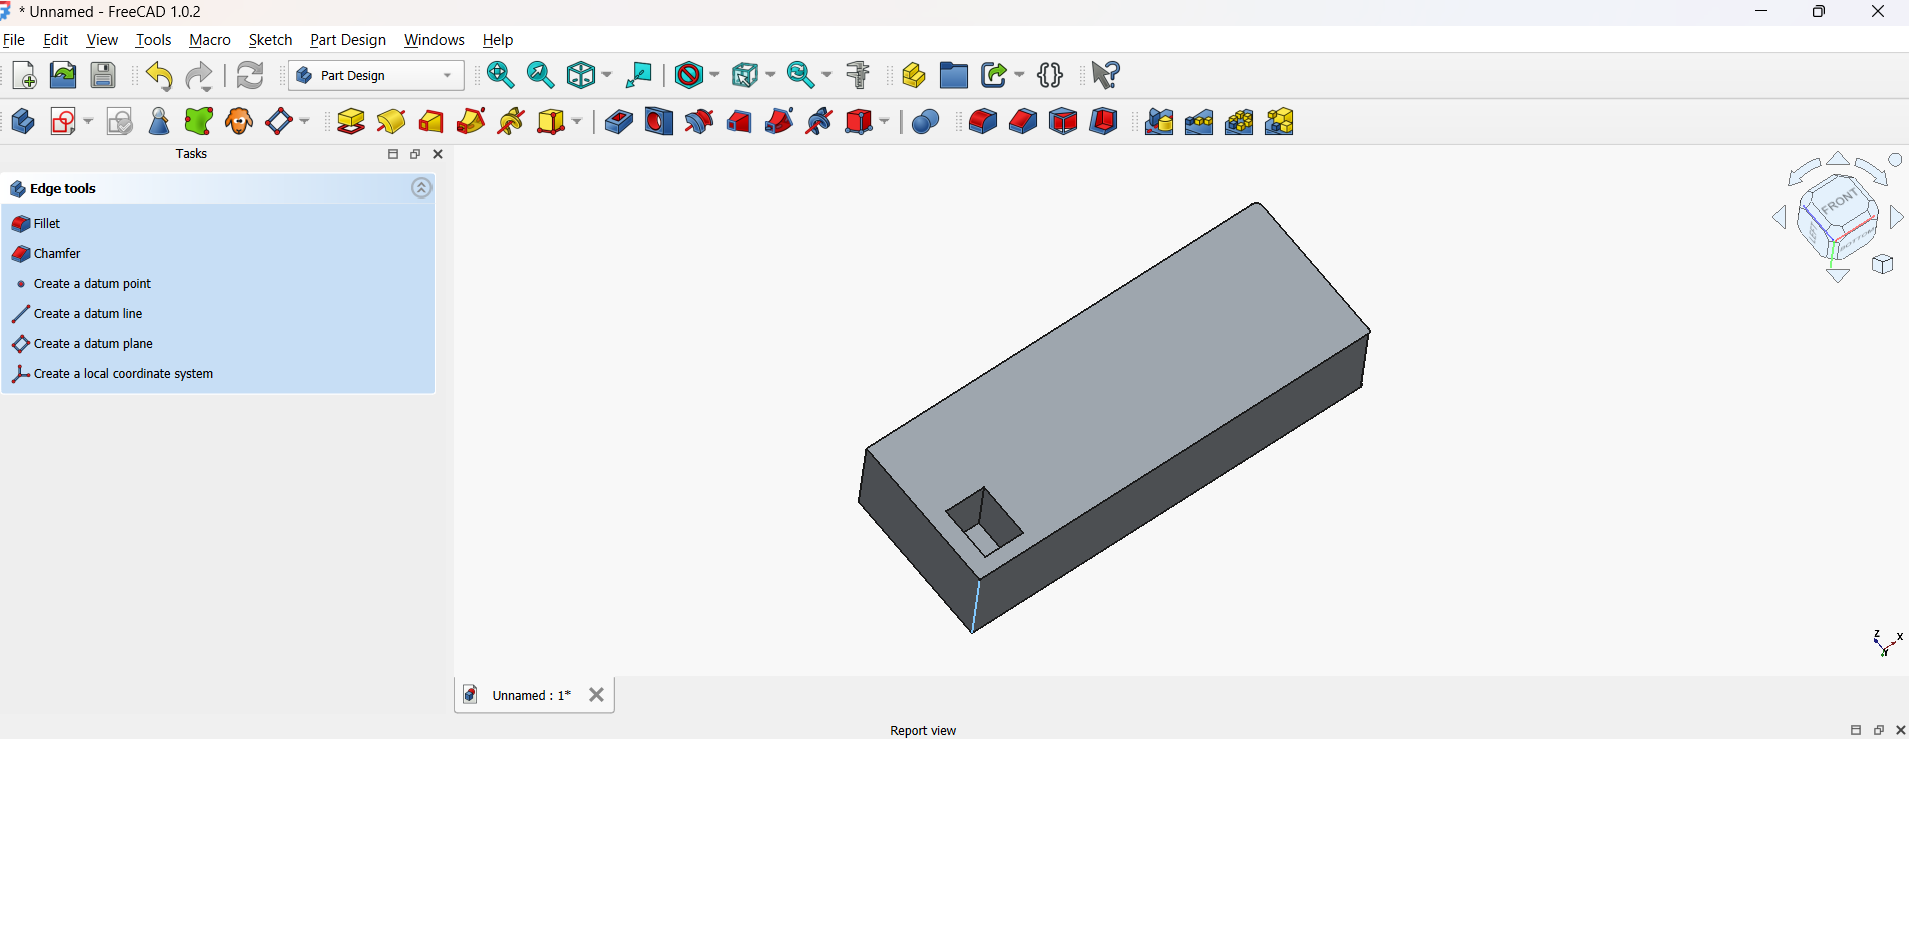 * Unnamed - FreeCAD 1.0.2
File Edit View Tools Macro Sketch Part Design Windows Help
Part Design
Tasks
Edge tools
Fillet
Chamfer
Create a datum point
Create a datum line
Create a datum plane
Create a local coordinate system
FRONT
BOTTOM
Z X
Y
Unnamed : 1*
Report view